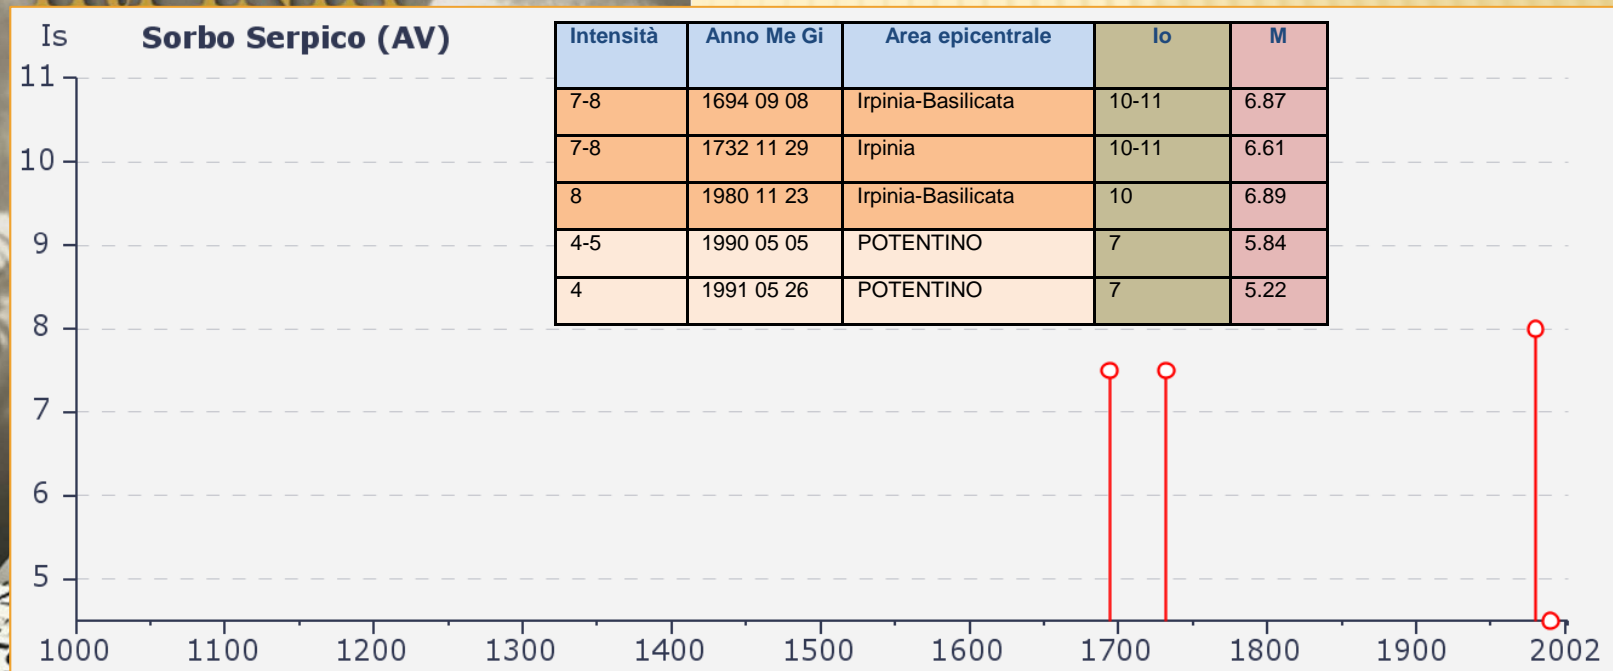 Is
Sorbo Serpico (AV)
Intensità Anno Me Gi Area epicentrale Io M
7-8 1694 09 08 Irpinia-Basilicata 10-11 6.87
7-8 1732 11 29 Irpinia 10-11 6.61
8 1980 11 23 Irpinia-Basilicata 10 6.89
4-5 1990 05 05 POTENTINO 7 5.84
4 1991 05 26 POTENTINO 7 5.22
11
10
9
8
7
6
5
1000 1100 1200 1300 1400 1500 1600 1700 1800 1900 2002